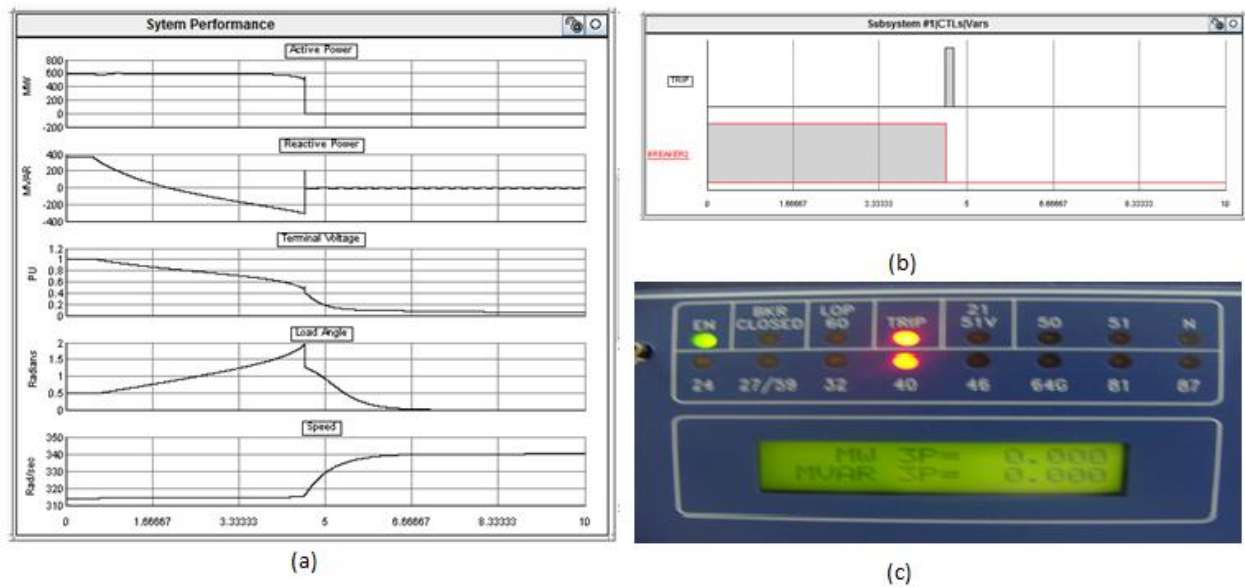 Sytem Performance
Active Power
MW
800
600
400
200
0
-200
Reactive Power
MVAR
400
200
0
-200
-400
Terminal Voltage
PU
1.2
1
0.8
0.6
0.4
0.2
0
Load Angle
Radians
2
1.5
1
0.5
0
Speed
Rad/sec
350
340
330
320
310
0 1.66667 3.33333 5 6.66667 8.33333 10
(a)
Subsystem #1|CTLs|Vars
TRIP
BREAKER2
0 1.66667 3.33333 5 6.66667 8.33333 10
(b)
EN BKR CLOSED LOP 60 TRIP 21 51V 50 51 N
24 27/59 32 40 46 64G 81 87
MW 3P= 0.000
MVAR 3P= 0.000
(c)